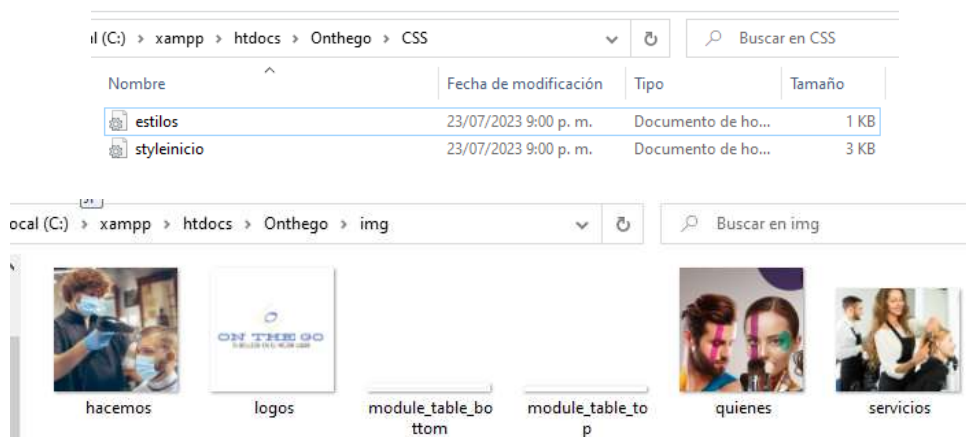 l (C:) > xampp > htdocs > Onthego > CSS
Buscar en CSS
Nombre Fecha de modificación Tipo Tamaño
estilos 23/07/2023 9:00 p. m. Documento de ho... 1 KB
styleinicio 23/07/2023 9:00 p. m. Documento de ho... 3 KB
ocal (C:) > xampp > htdocs > Onthego > img
Buscar en img
ON THE GO
hacemos logos module_table_bo module_table_to quienes servicios
ttom p